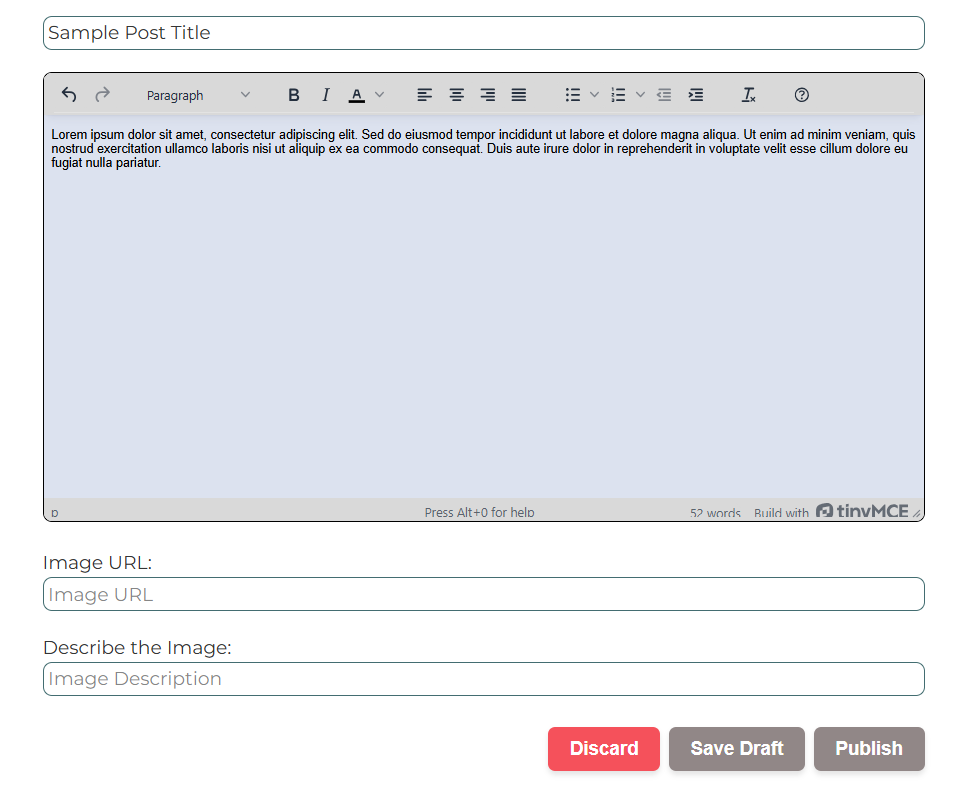 Sample Post Title
Paragraph B I A
Lorem ipsum dolor sit amet, consectetur adipiscing elit. Sed do eiusmod tempor incididunt ut labore et dolore magna aliqua. Ut enim ad minim veniam, quis
nostrud exercitation ullamco laboris nisi ut aliquip ex ea commodo consequat. Duis aute irure dolor in reprehenderit in voluptate velit esse cillum dolore eu
fugiat nulla pariatur.
p Press Alt+0 for help 52 words Build with tinyMCE
Image URL:
Image URL
Describe the Image:
Image Description
Discard Save Draft Publish